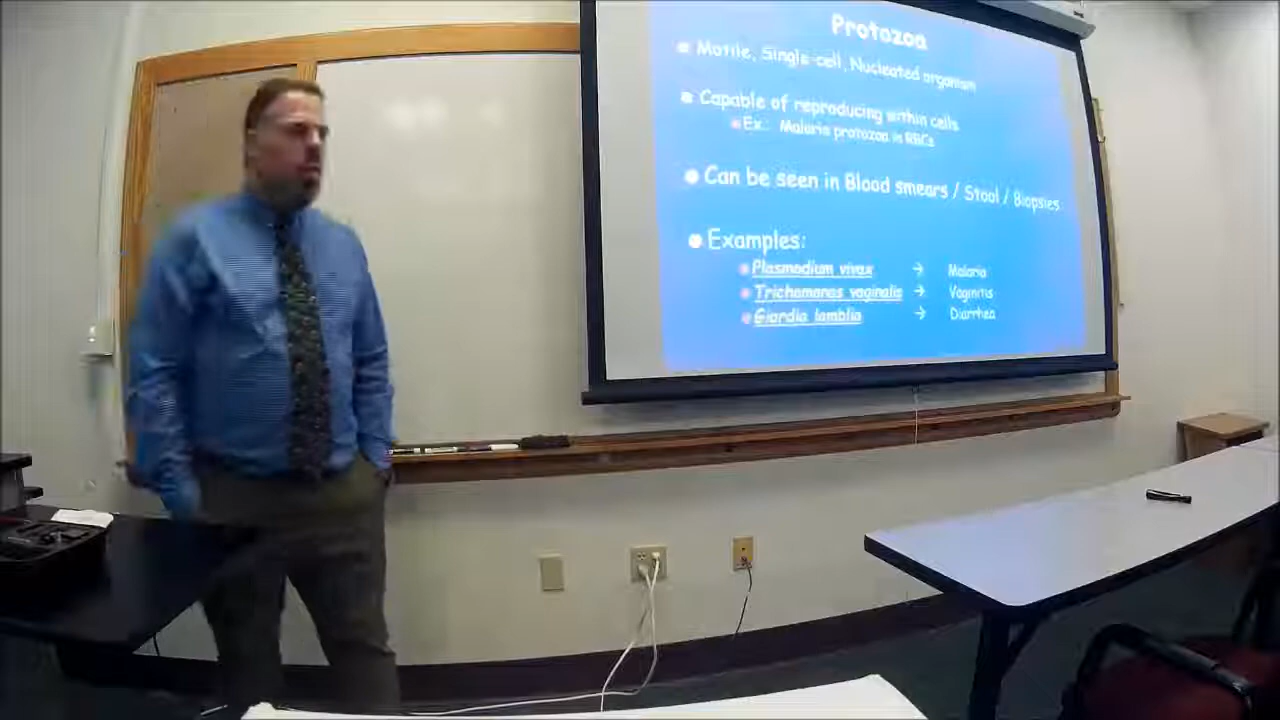 Protozoa
Motile, Single-cell, Nucleated organism
Capable of reproducing within cells
Ex: Malaria protozoa in RBCs
Can be seen in Blood smears / Stool / Biopsies
Examples:
Plasmodium vivax → Malaria
Trichomonas vaginalis → Vaginitis
Giardia lamblia → Diarrhea